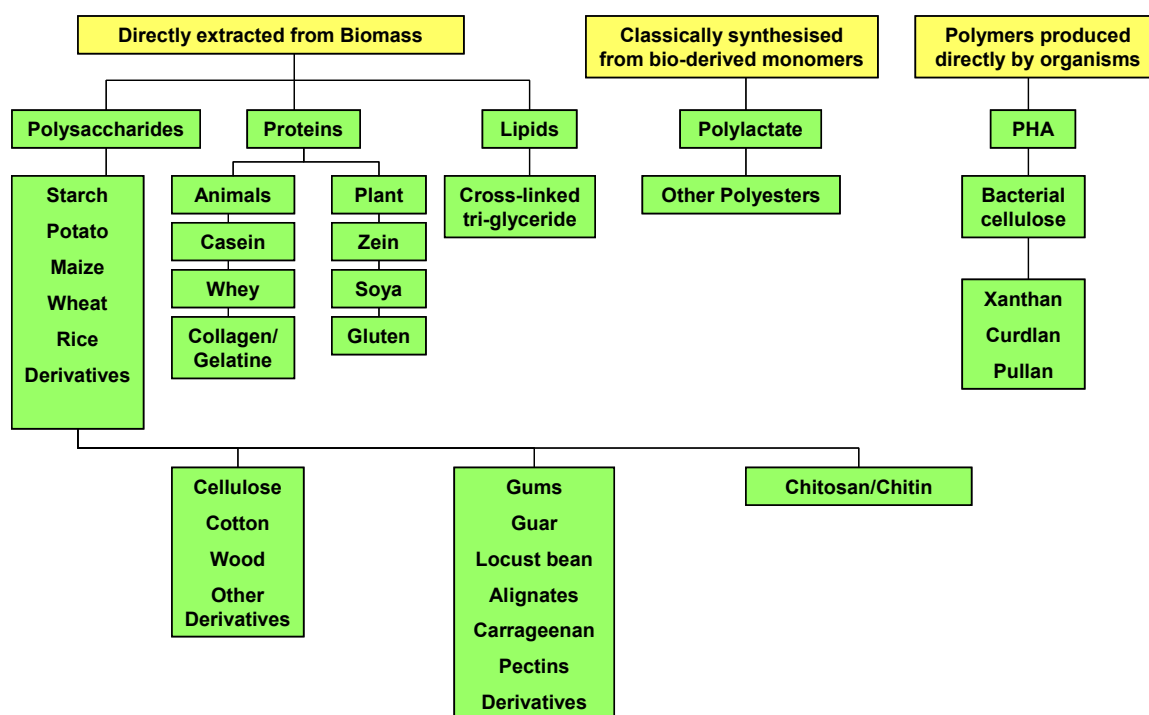 Directly extracted from Biomass
Classically synthesised
from bio-derived monomers
Polymers produced
directly by organisms
Polysaccharides
Proteins
Lipids
Polylactate
PHA
Starch
Potato
Maize
Wheat
Rice
Derivatives
Animals
Casein
Whey
Collagen/
Gelatine
Plant
Zein
Soya
Gluten
Cross-linked
tri-glyceride
Other Polyesters
Bacterial
cellulose
Xanthan
Curdlan
Pullan
Cellulose
Cotton
Wood
Other
Derivatives
Gums
Guar
Locust bean
Alignates
Carrageenan
Pectins
Derivatives
Chitosan/Chitin